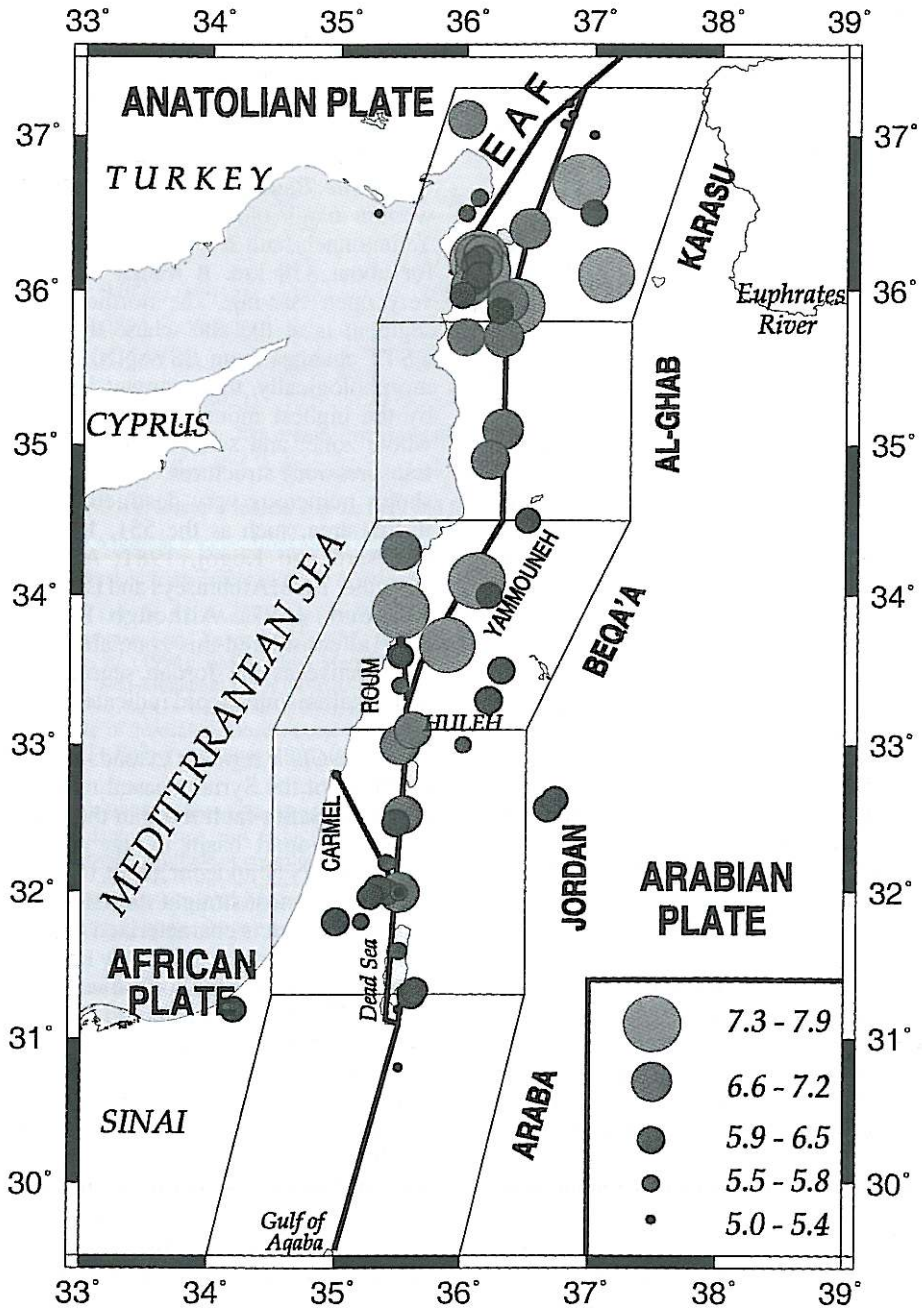 33° 34° 35° 36° 37° 38° 39°
ANATOLIAN PLATE
EAF
37° 37°
TURKEY
KARASU
36° 36°
Euphrates
River
CYPRUS
AL-GHAB
35° 35°
MEDITERRANEAN SEA
YAMMOUNEH
34° 34°
BEQA'A
ROUM
HULEH
33° 33°
CARMEL
JORDAN
32° 32°
ARABIAN
PLATE
Dead Sea
AFRICAN
PLATE
31° 31°
7.3 - 7.9
6.6 - 7.2
5.9 - 6.5
5.5 - 5.8
5.0 - 5.4
SINAI
ARABA
30° 30°
Gulf of
Aqaba
33° 34° 35° 36° 37° 38° 39°